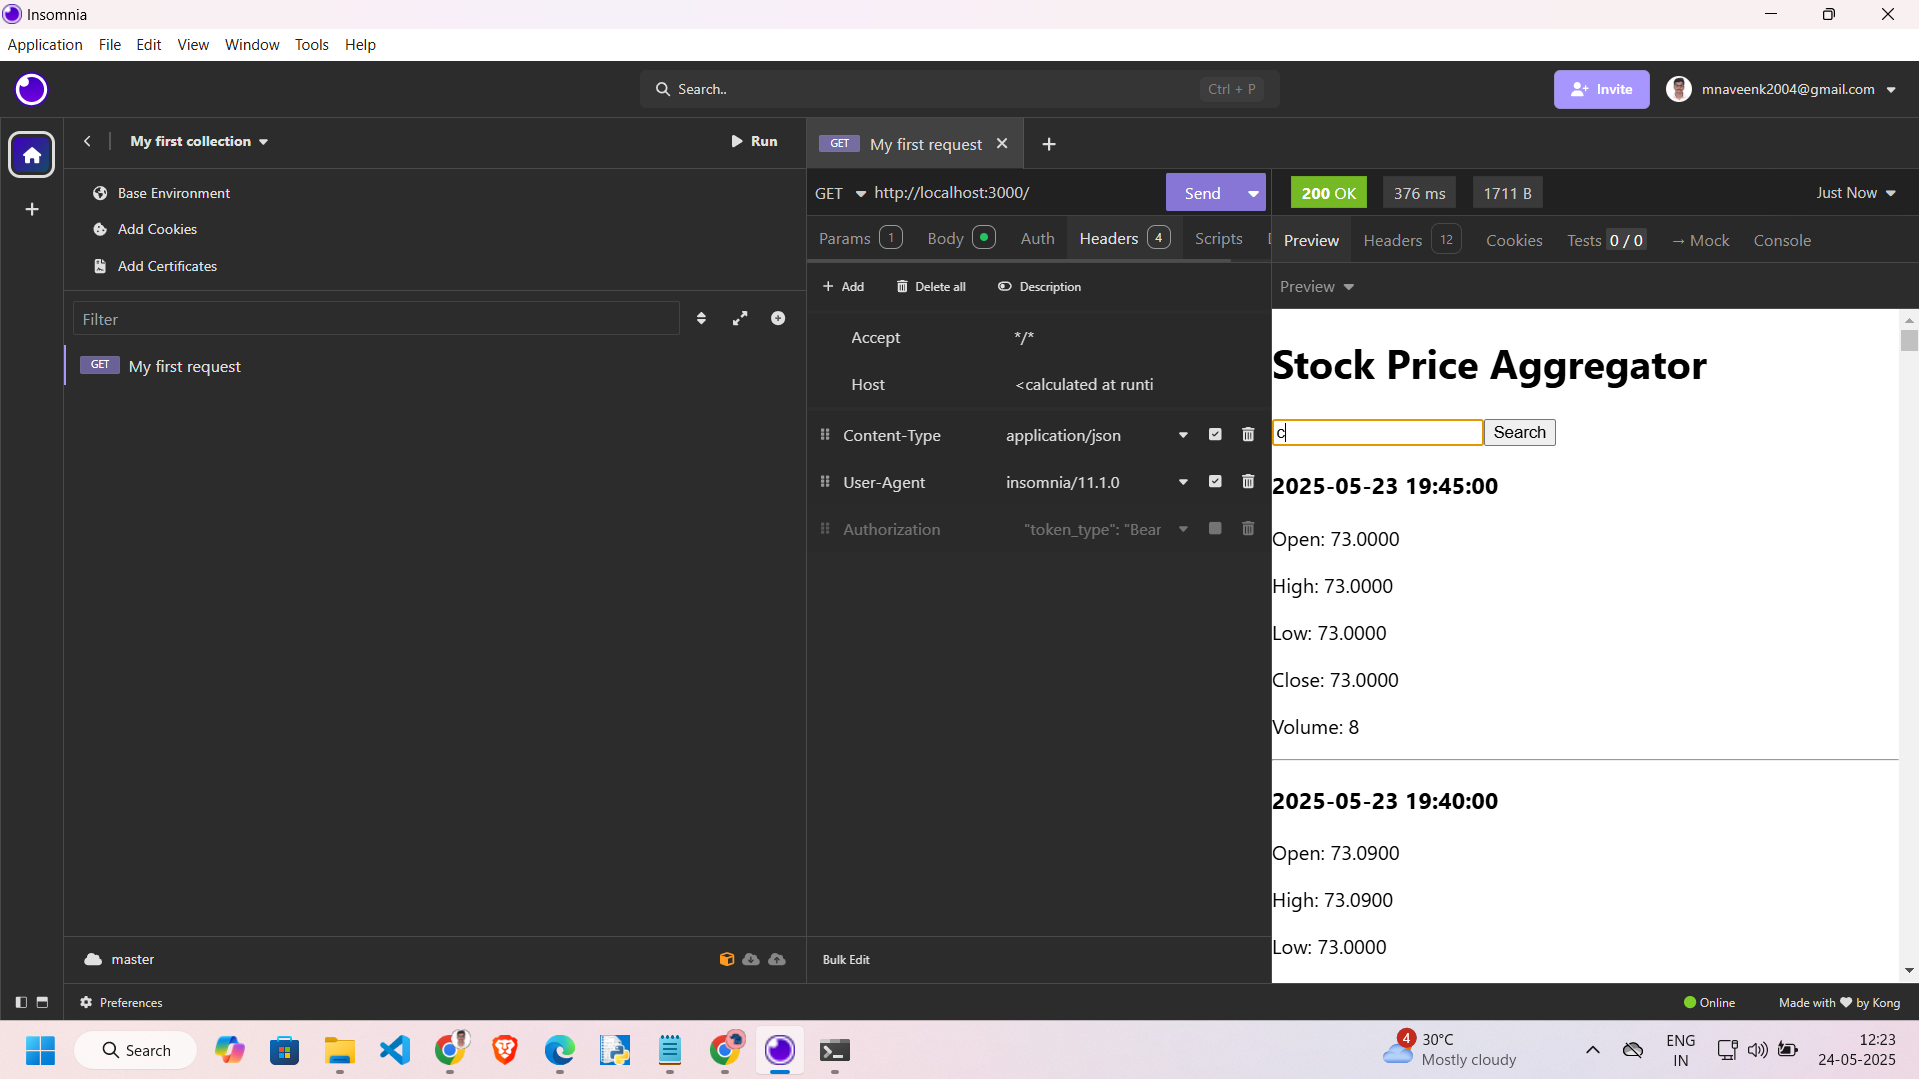 Insomnia
Application File Edit View Window Tools Help
Search.. Ctrl + P
Invite
mnaveenk2004@gmail.com
My first collection
Run
Base Environment
Add Cookies
Add Certificates
Filter
GET My first request
master
Preferences
GET My first request
GET http://localhost:3000/ Send
Params 1 Body Auth Headers 4 Scripts
Add Delete all Description
Accept */*
Host <calculated at runti
Content-Type application/json
User-Agent insomnia/11.1.0
Authorization "token_type": "Bear
Bulk Edit
200 OK 376 ms 1711 B Just Now
Preview Headers 12 Cookies Tests 0 / 0 → Mock Console
Preview
Stock Price Aggregator
c Search
2025-05-23 19:45:00
Open: 73.0000
High: 73.0000
Low: 73.0000
Close: 73.0000
Volume: 8
2025-05-23 19:40:00
Open: 73.0900
High: 73.0900
Low: 73.0000
Online
Made with ❤ by Kong
Search
4
30°C
Mostly cloudy
ENG
IN
12:23
24-05-2025